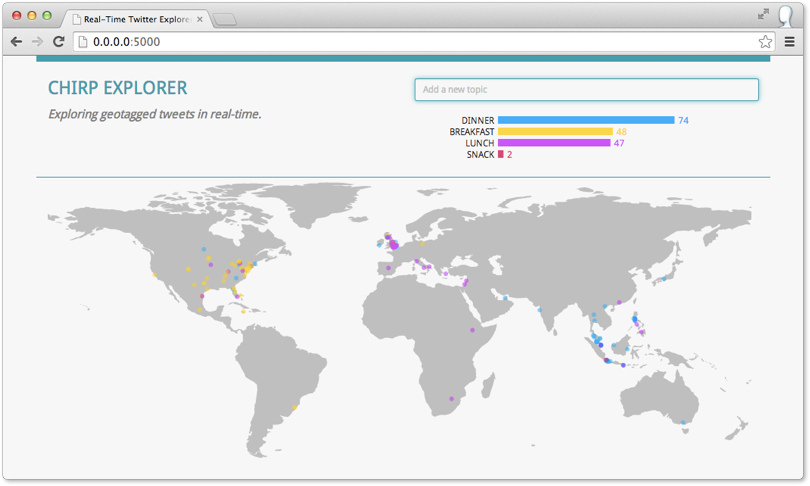 Real-Time Twitter Explorer
0.0.0.0:5000
CHIRP EXPLORER
Exploring geotagged tweets in real-time.
Add a new topic
DINNER 74
BREAKFAST 48
LUNCH 47
SNACK 2